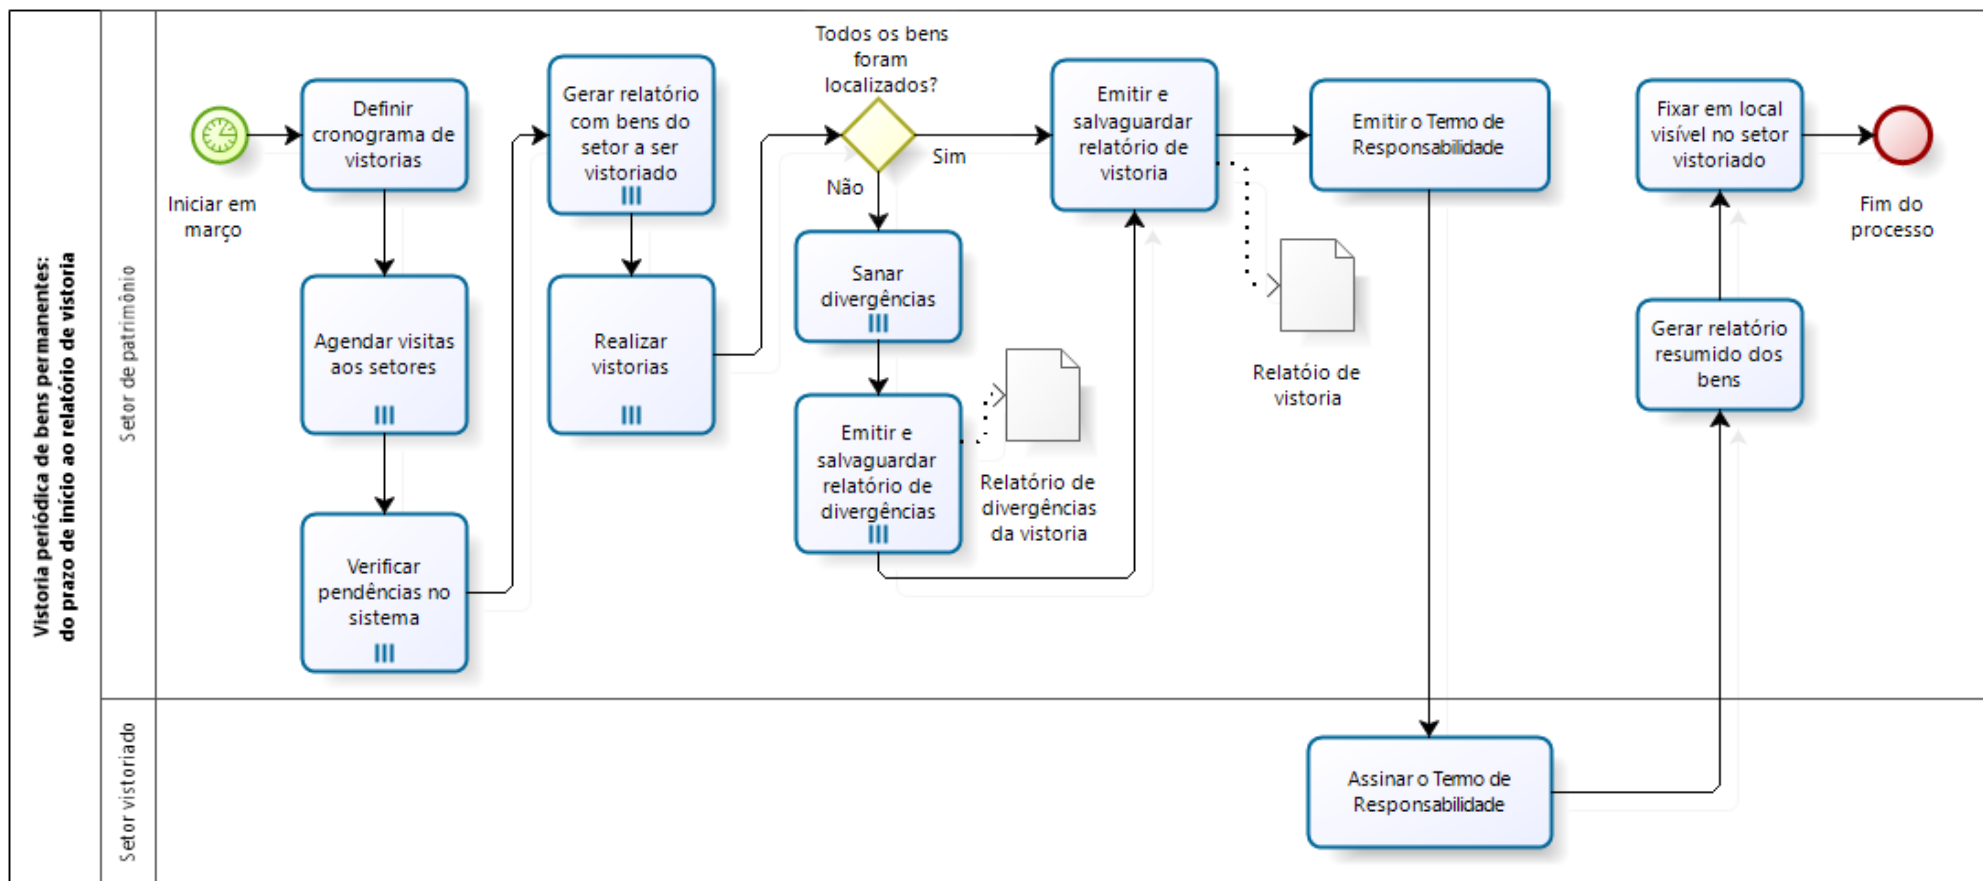 Vistoria periódica de bens permanentes:
do prazo de início ao relatório de vistoria
Setor de patrimônio
Iniciar em
março
Definir
cronograma de
vistorias
Agendar visitas
aos setores
Verificar
pendências no
sistema
Gerar relatório
com bens do
setor a ser
vistoriado
Realizar
vistorias
Todos os bens
foram
localizados?
Sim
Não
Sanar
divergências
Emitir e
salvaguardar
relatório de
divergências
Relatório de
divergências
da vistoria
Emitir e
salvaguardar
relatório de
vistoria
Relatóio de
vistoria
Emitir o Termo de
Responsabilidade
Setor vistoriado
Assinar o Termo de
Responsabilidade
Gerar relatório
resumido dos
bens
Fixar em local
visível no setor
vistoriado
Fim do
processo